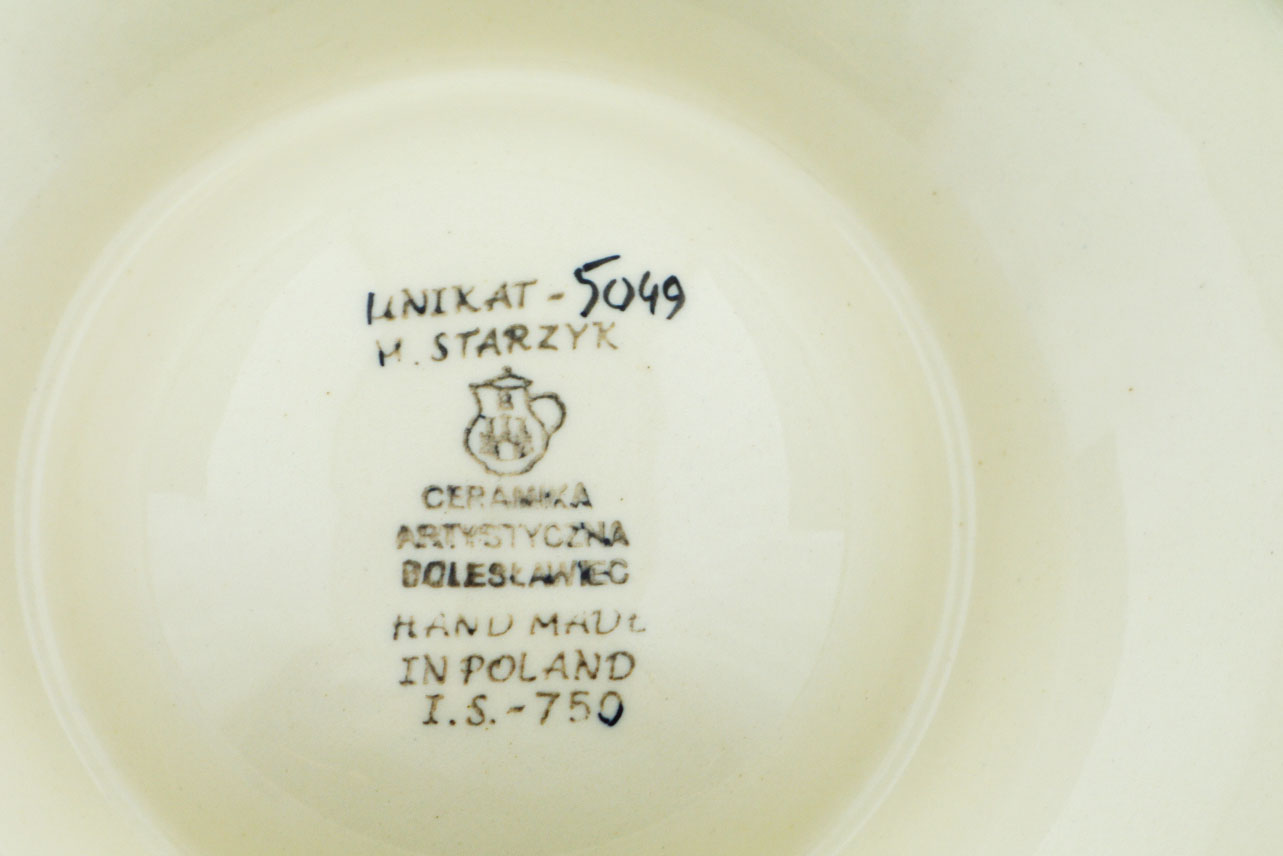 UNIKAT - 5049
M. STARZYK
B
CERAMIKA
ARTYSTYCZNA
BOLESŁAWIEC
HAND MADE
IN POLAND
I.S.-750